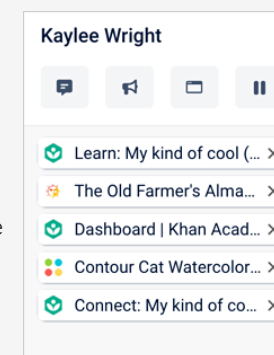 Kaylee Wright
Learn: My kind of cool (...
The Old Farmer's Alma...
e
Dashboard | Khan Acad...
Contour Cat Watercolor...
Connect: My kind of co...